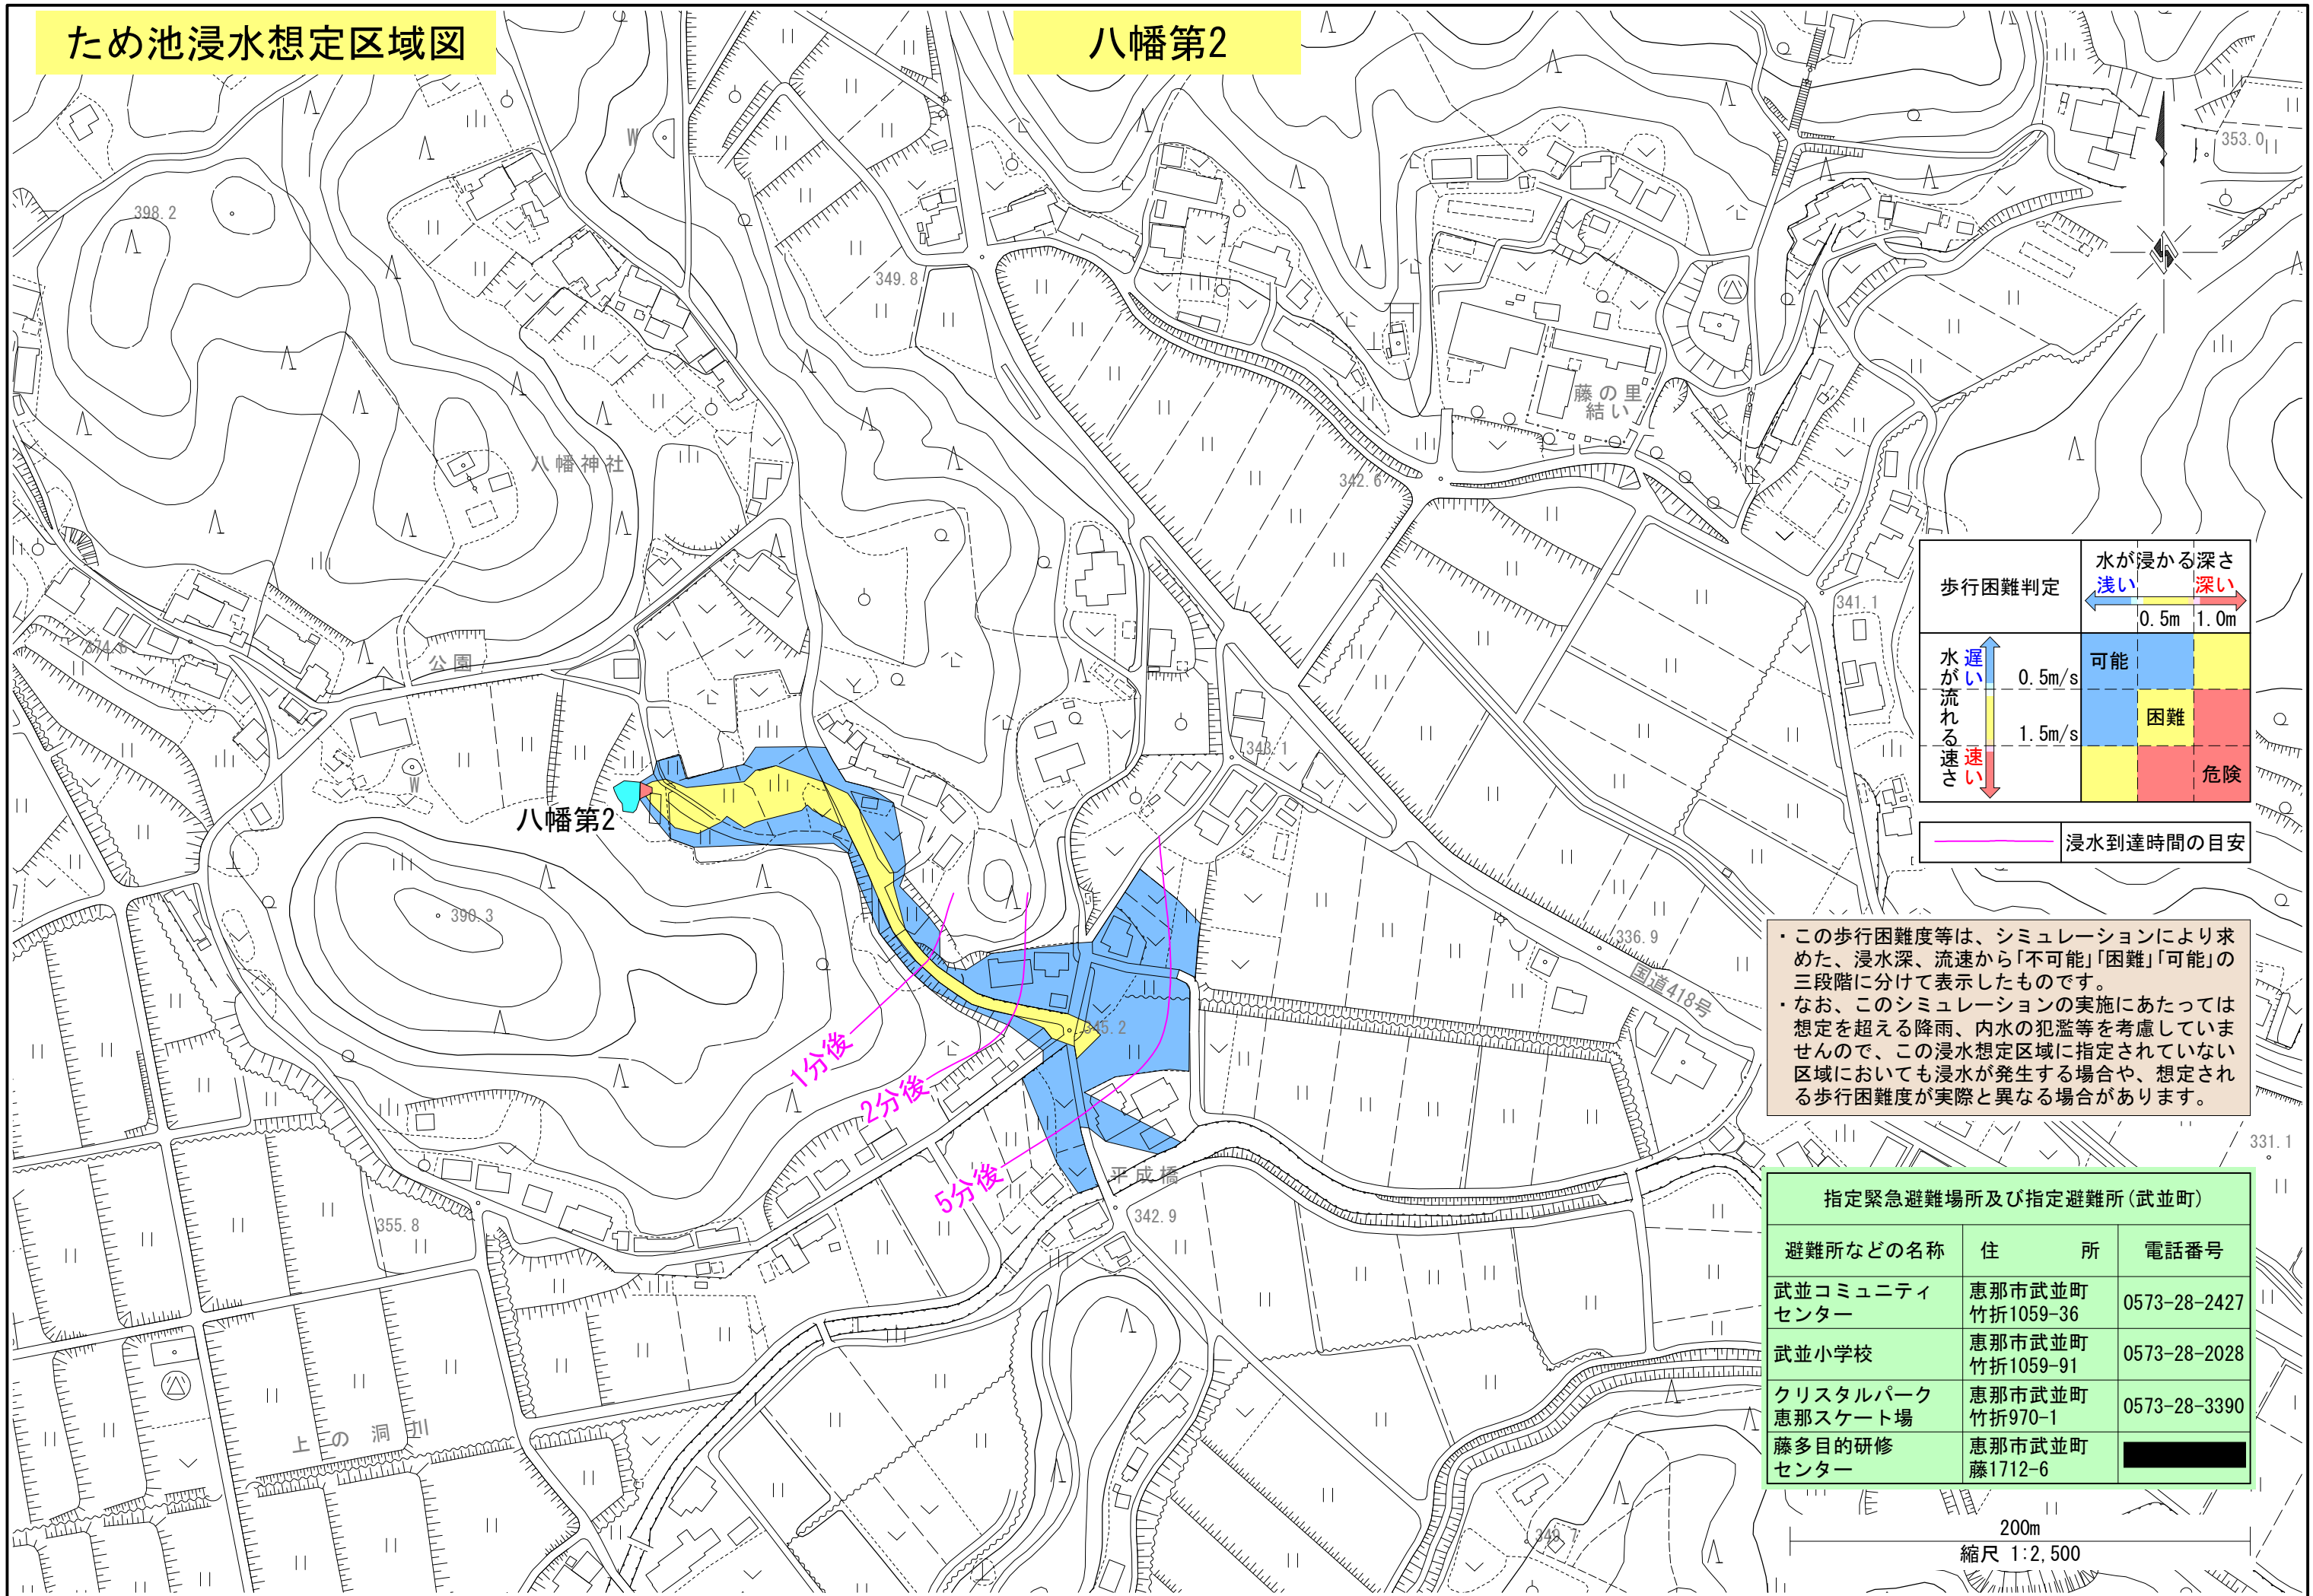 ため池浸水想定区域図
八幡第2
353.0
398.2
W
349.8
藤の里
結い
342.6
八幡神社
341.1
374.6
公園
343.1
W
八幡第2
390.3
336.9
国道418号
345.2
1分後
2分後
5分後
平成橋
342.9
355.8
331.1
上の洞川
349.7
歩行困難判定
水が浸かる深さ
浅い 深い
0.5m 1.0m
水が流れる速さ
遅い
速い
0.5m/s
1.5m/s
可能
困難
危険
浸水到達時間の目安
・この歩行困難度等は、シミュレーションにより求
めた、浸水深、流速から｢不可能｣｢困難｣｢可能｣の
三段階に分けて表示したものです。
・なお、このシミュレーションの実施にあたっては
想定を超える降雨、内水の犯濫等を考慮していま
せんので、この浸水想定区域に指定されていない
区域においても浸水が発生する場合や、想定され
る歩行困難度が実際と異なる場合があります。
指定緊急避難場所及び指定避難所(武並町)
避難所などの名称 住 所 電話番号
武並コミュニティ
センター
恵那市武並町
竹折1059-36
0573-28-2427
武並小学校
恵那市武並町
竹折1059-91
0573-28-2028
クリスタルパーク
恵那スケート場
恵那市武並町
竹折970-1
0573-28-3390
藤多目的研修
センター
恵那市武並町
藤1712-6
200m
縮尺 1:2,500